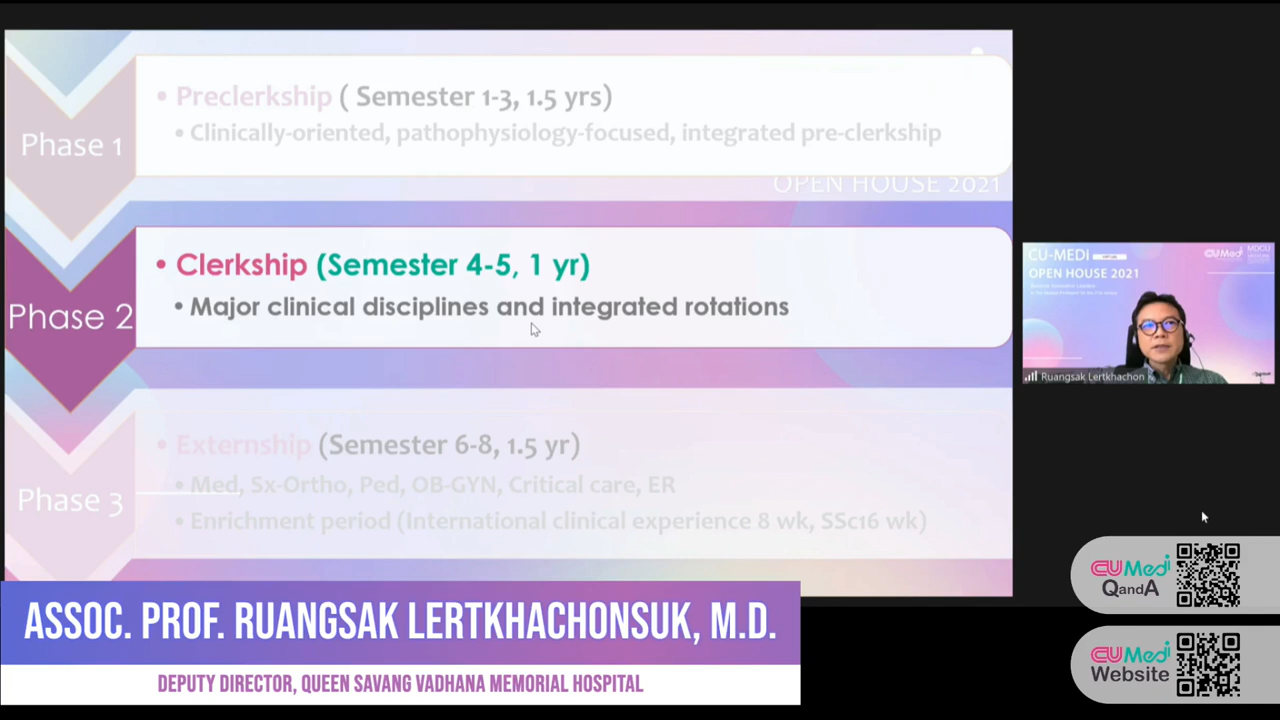 Phase 1
• Preclerkship ( Semester 1-3, 1.5 yrs)
• Clinically-oriented, pathophysiology-focused, integrated pre-clerkship
OPEN HOUSE 2021
Phase 2
• Clerkship (Semester 4-5, 1 yr)
• Major clinical disciplines and integrated rotations
Phase 3
• Externship (Semester 6-8, 1.5 yr)
• Med, Sx-Ortho, Ped, OB-GYN, Critical care, ER
• Enrichment period (International clinical experience 8 wk, SSc16 wk)
CU-MEDI
OPEN HOUSE 2021
CU Medi
MDCU
Ruangsak Lertkhachon
ASSOC. PROF. RUANGSAK LERTKHACHONSUK, M.D.
DEPUTY DIRECTOR, QUEEN SAVANG VADHANA MEMORIAL HOSPITAL
CU Medi
QandA
CU Medi
Website